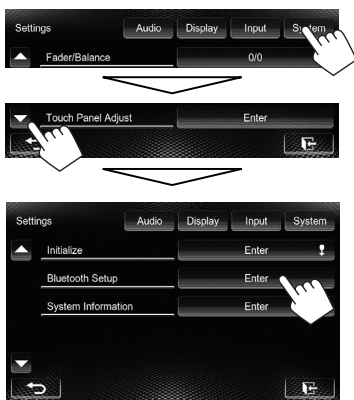 Settings Audio Display Input System
Fader/Balance 0/0
Touch Panel Adjust Enter
Settings Audio Display Input System
Initialize Enter
Bluetooth Setup Enter
System Information Enter